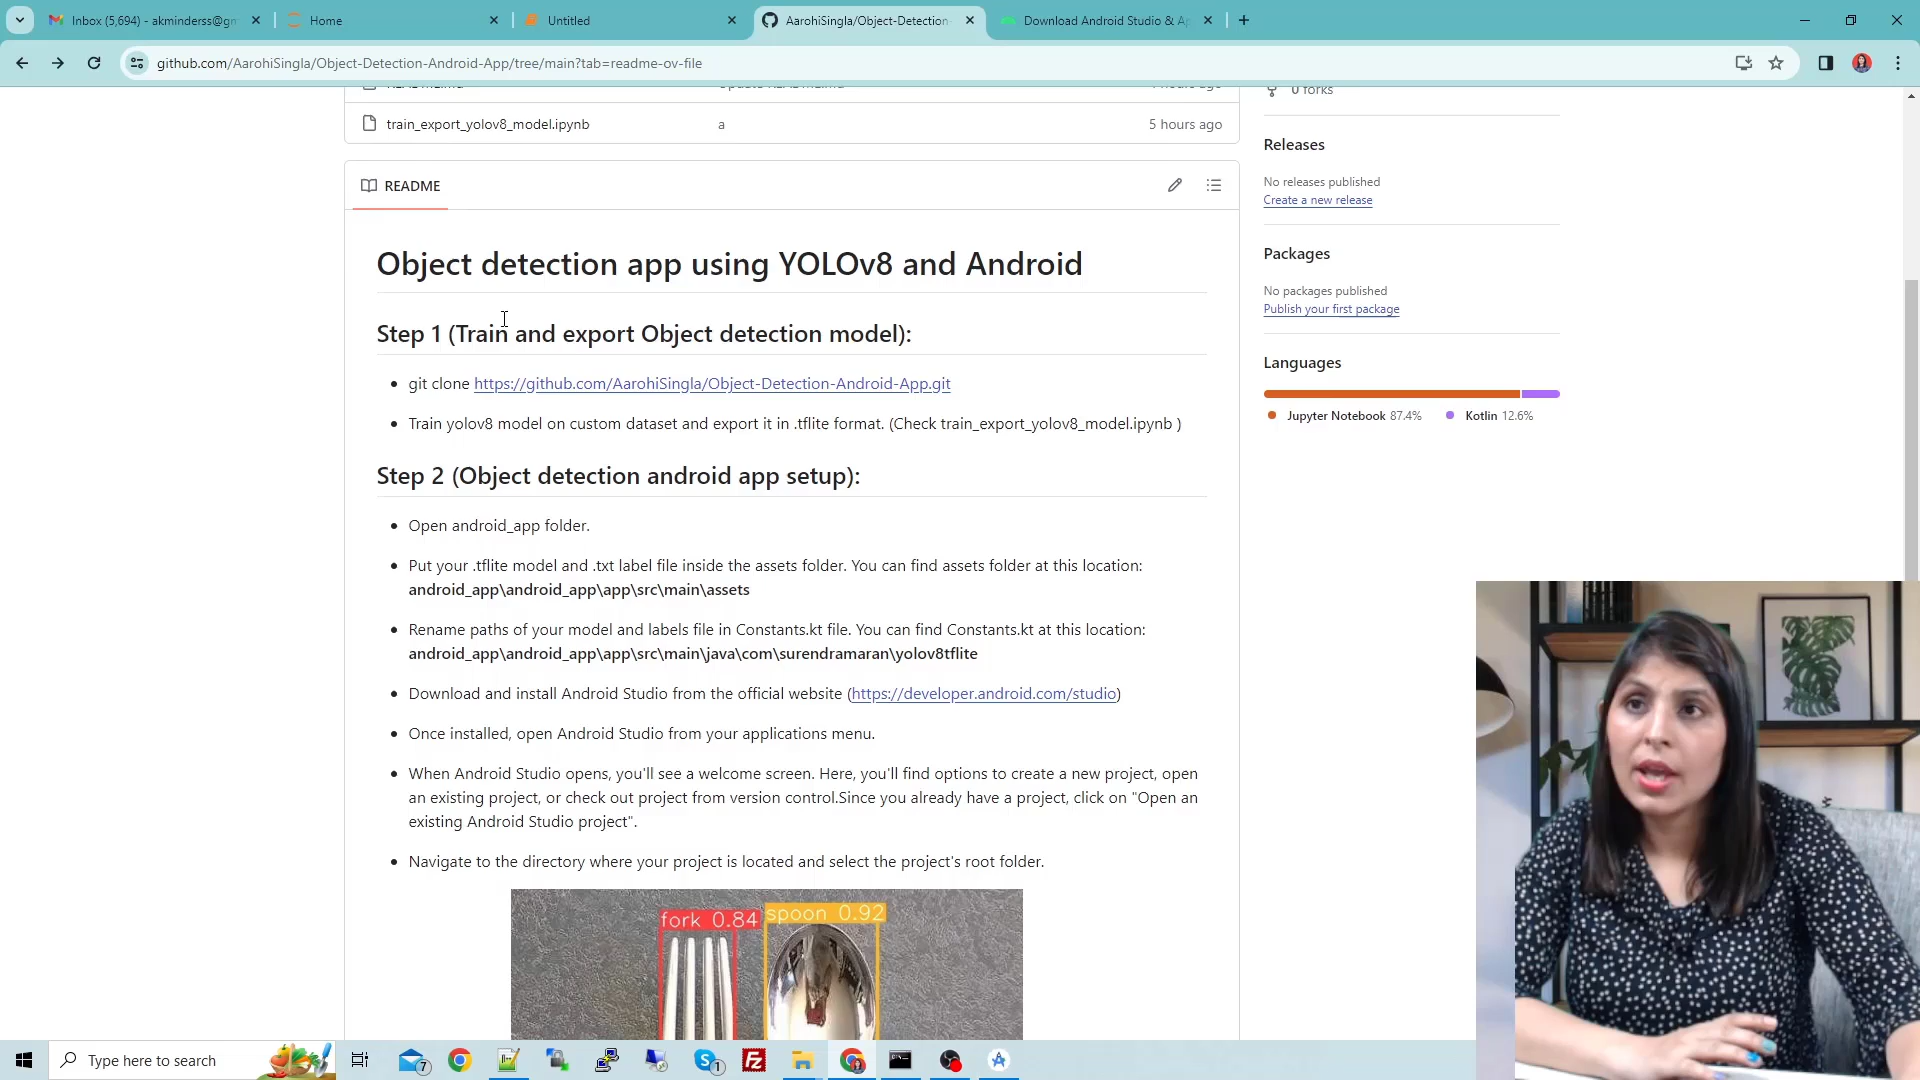 Inbox (5,694) - akminderss@gm
Home
Untitled
AarohiSingla/Object-Detection-
Download Android Studio & A
github.com/AarohiSingla/Object-Detection-Android-App/tree/main?tab=readme-ov-file
0 forks
train_export_yolov8_model.ipynb a 5 hours ago
Releases
README
No releases published
Create a new release
Object detection app using YOLOv8 and Android
Packages
No packages published
Publish your first package
Step 1 (Train and export Object detection model):
Languages
git clone https://github.com/AarohiSingla/Object-Detection-Android-App.git
Jupyter Notebook 87.4% Kotlin 12.6%
Train yolov8 model on custom dataset and export it in .tflite format. (Check train_export_yolov8_model.ipynb )
Step 2 (Object detection android app setup):
Open android_app folder.
Put your .tflite model and .txt label file inside the assets folder. You can find assets folder at this location:
android_app\android_app\app\src\main\assets
Rename paths of your model and labels file in Constants.kt file. You can find Constants.kt at this location:
android_app\android_app\app\src\main\java\com\surendramaran\yolov8tflite
Download and install Android Studio from the official website (https://developer.android.com/studio)
Once installed, open Android Studio from your applications menu.
When Android Studio opens, you'll see a welcome screen. Here, you'll find options to create a new project, open
an existing project, or check out project from version control.Since you already have a project, click on "Open an
existing Android Studio project".
Navigate to the directory where your project is located and select the project's root folder.
fork 0.84 spoon 0.92
Type here to search
7
1